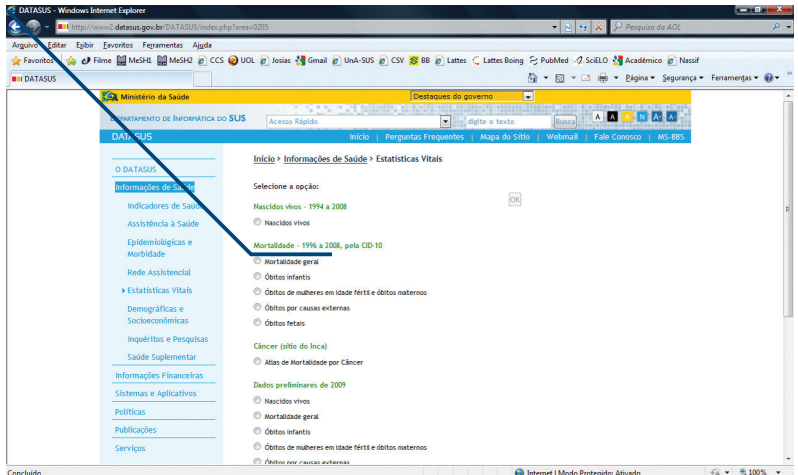 DATASUS - Windows Internet Explorer
http://www2.datasus.gov.br/DATASUS/index.php?area=0205
Pesquisa da AOL
Arquivo Editar Exibir Favoritos Ferramentas Ajuda
Favoritos Filme MeSH1 MeSH2 CCS UOL Josias Gmail UnA-SUS CSV BB Lattes Lattes Boing PubMed SciELO Acadêmico Nassif
DATASUS
Página Segurança Ferramentas
Ministério da Saúde
Destaques do governo
DEPARTAMENTO DE INFORMÁTICA DO SUS
Acesso Rápido
digite o texto
Busca
A A A N A+ A-
DATASUS
Início | Perguntas Frequentes | Mapa do Sítio | Webmail | Fale Conosco | MS-BBS
O DATASUS
Informações de Saúde
Indicadores de Saúde
Assistência à Saúde
Epidemiológicas e
Morbidade
Rede Assistencial
Estatísticas Vitais
Demográficas e
Socioeconômicas
Inquéritos e Pesquisas
Saúde Suplementar
Informações Financeiras
Sistemas e Aplicativos
Políticas
Publicações
Serviços
Início > Informações de Saúde > Estatísticas Vitais
Selecione a opção:
OK
Nascidos vivos - 1994 a 2008
Nascidos vivos
Mortalidade - 1996 a 2008, pela CID-10
Mortalidade geral
Óbitos infantis
Óbitos de mulheres em idade fértil e óbitos maternos
Óbitos por causas externas
Óbitos fetais
Câncer (sítio do Inca)
Atlas de Mortalidade por Câncer
Dados preliminares de 2009
Nascidos vivos
Mortalidade geral
Óbitos infantis
Óbitos de mulheres em idade fértil e óbitos maternos
Óbitos por causas externas
Concluído
Internet | Modo Protegido: Ativado
100%